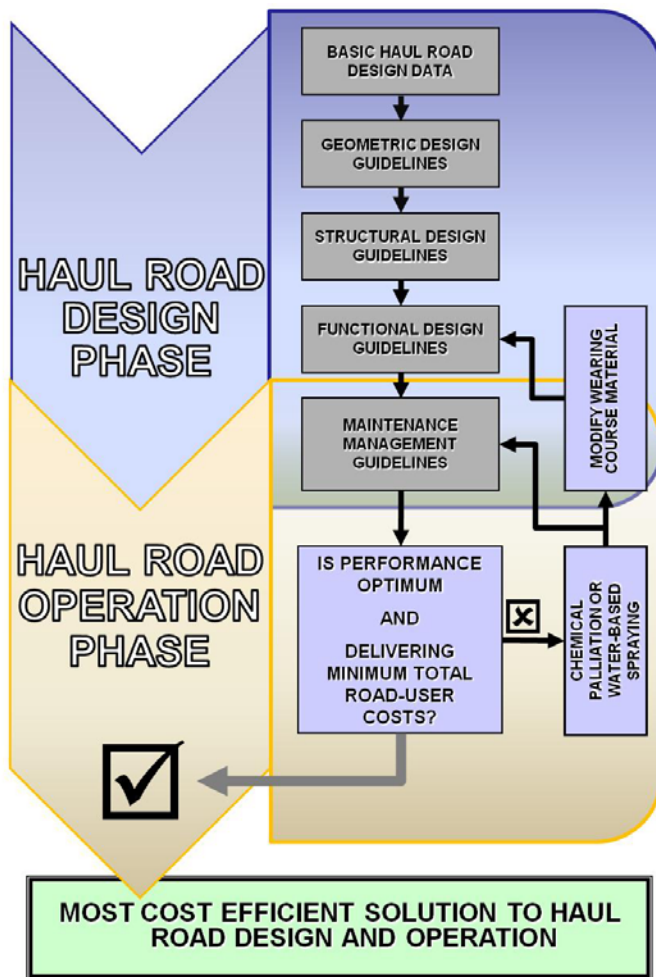 BASIC HAUL ROAD
DESIGN DATA
GEOMETRIC DESIGN
GUIDELINES
STRUCTURAL DESIGN
GUIDELINES
HAUL ROAD
DESIGN
PHASE
FUNCTIONAL DESIGN
GUIDELINES
MODIFY WEARING
COURSE MATERIAL
MAINTENANCE
MANAGEMENT
GUIDELINES
HAUL ROAD
OPERATION
PHASE
IS PERFORMANCE
OPTIMUM
AND
DELIVERING
MINIMUM TOTAL
ROAD-USER
COSTS?
CHEMICAL
PALLIATION OR
WATER-BASED
SPRAYING
MOST COST EFFICIENT SOLUTION TO HAUL
ROAD DESIGN AND OPERATION